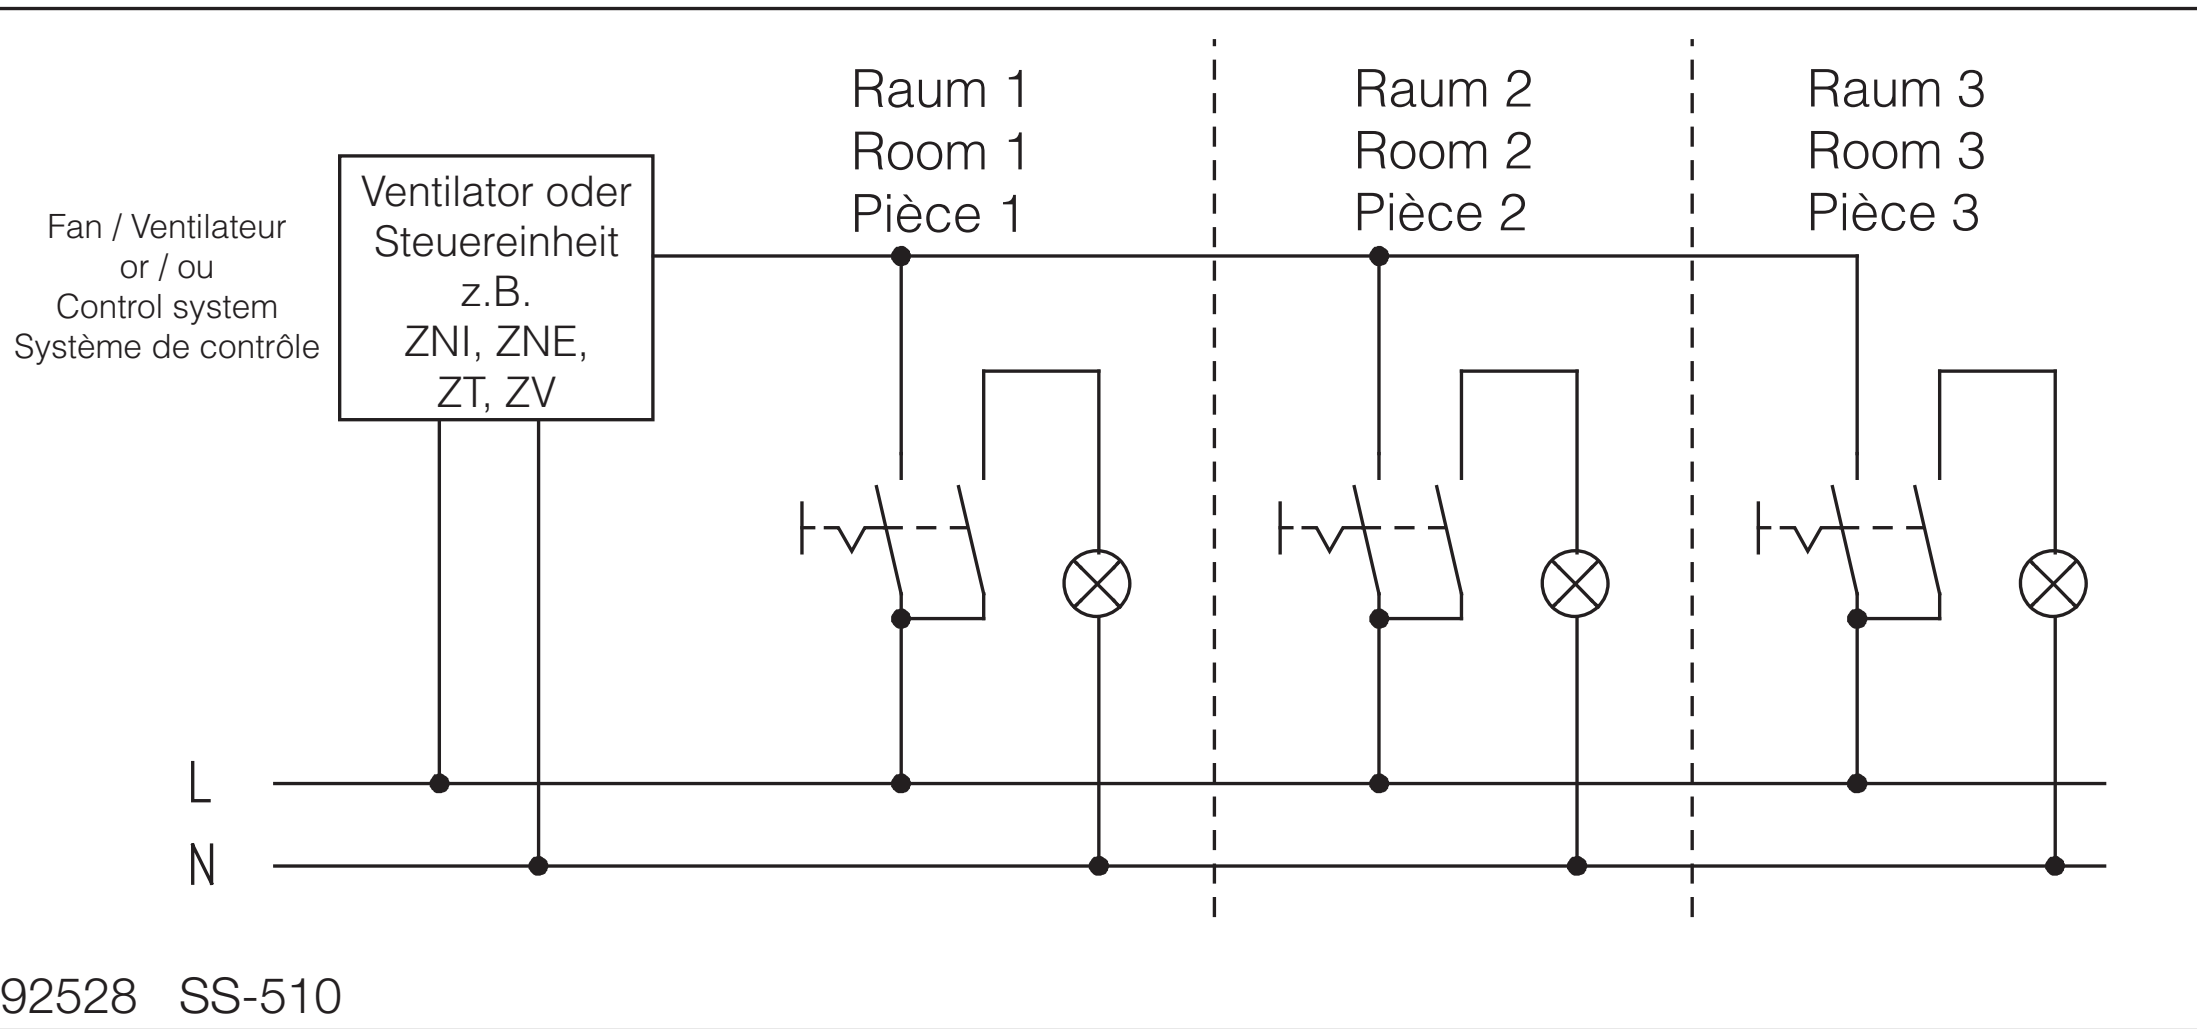 Raum 1
Room 1
Pièce 1
Raum 2
Room 2
Pièce 2
Raum 3
Room 3
Pièce 3
Fan / Ventilateur
or / ou
Control system
Système de contrôle
Ventilator oder
Steuereinheit
z.B.
ZNI, ZNE,
ZT, ZV
L
N
92528 SS-510